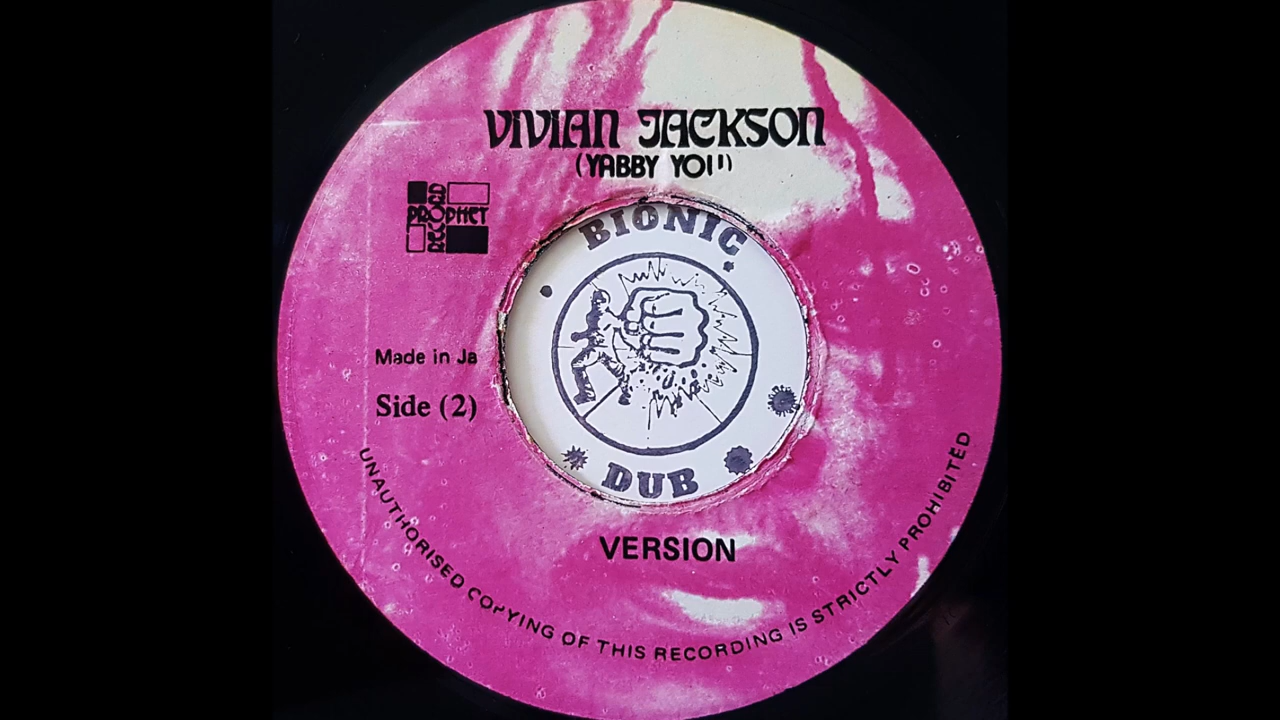 VIVIAN JACKSON
(YABBY YOU)
PROPHET
RECORD
BIONIC
DUB
Made in Ja
Side (2)
VERSION
UNAUTHORISED COPYING OF THIS RECORDING IS STRICTLY PROHIBITED